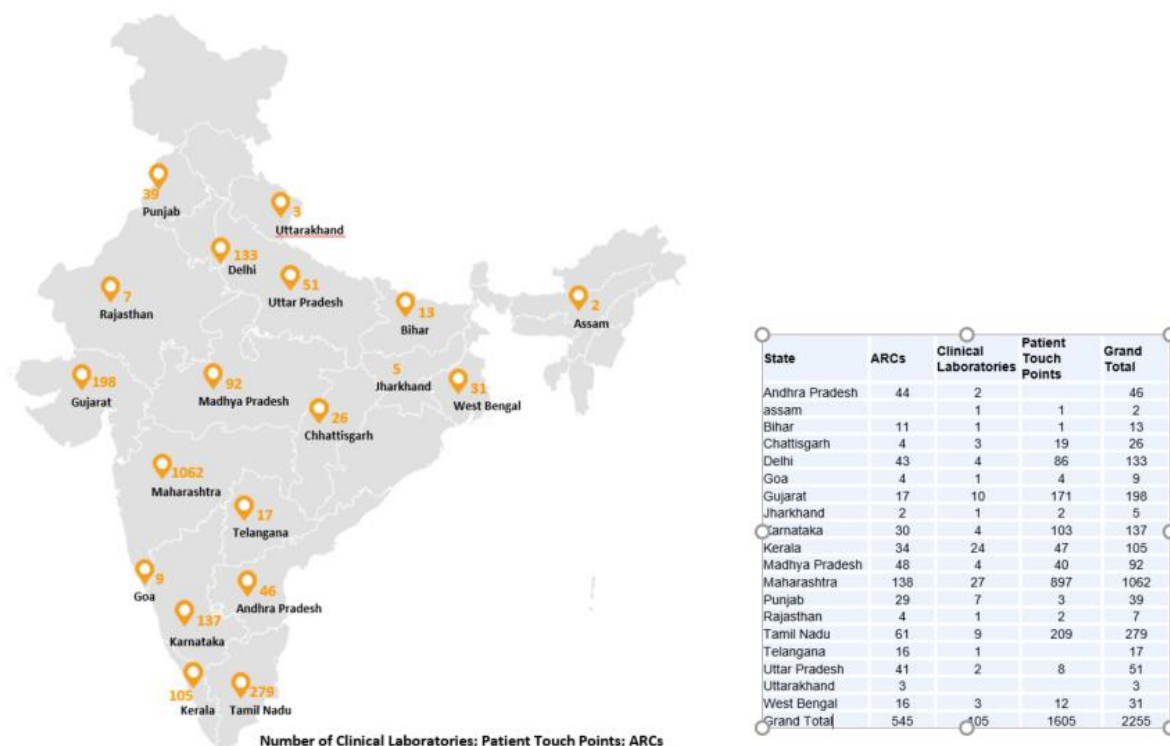 39
Punjab
3
Uttarakhand
133
Delhi
51
Uttar Pradesh
7
Rajasthan
13
Bihar
2
Assam
198
Gujarat
92
Madhya Pradesh
5
Jharkhand
31
West Bengal
26
Chhattisgarh
1062
Maharashtra
17
Telangana
9
Goa
46
Andhra Pradesh
137
Karnataka
105
Kerala
279
Tamil Nadu
Number of Clinical Laboratories; Patient Touch Points; ARCs
State ARCs Clinical Laboratories Patient Touch Points Grand Total
Andhra Pradesh 44 2 46
assam 1 1 2
Bihar 11 1 1 13
Chattisgarh 4 3 19 26
Delhi 43 4 86 133
Goa 4 1 4 9
Gujarat 17 10 171 198
Jharkhand 2 1 2 5
Karnataka 30 4 103 137
Kerala 34 24 47 105
Madhya Pradesh 48 4 40 92
Maharashtra 138 27 897 1062
Punjab 29 7 3 39
Rajasthan 4 1 2 7
Tamil Nadu 61 9 209 279
Telangana 16 1 17
Uttar Pradesh 41 2 8 51
Uttarakhand 3 3
West Bengal 16 3 12 31
Grand Total 545 105 1605 2255